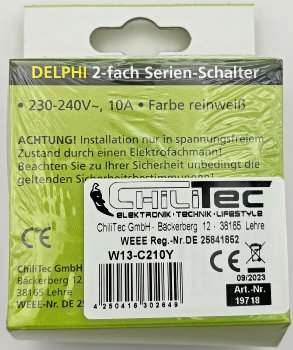 DELPHI 2-fach Serien-Schalter
• 230-240V~, 10A • Farbe reinweiß
ACHTUNG! Installation nur in spannungsfreiem
Zustand durch einen Elektrofachmann!
Beachten Sie zu Ihrer Sicherheit unbedingt die
geltenden Sicherheitsbestimmungen
CHILITEC
ELEKTRONIK · TECHNIK · LIFESTYLE
ChiliTec GmbH · Bäckerberg 12 · 38165 Lehre
WEEE Reg.-Nr.DE 25841852
W13-C210Y
CE
4 250416 302649
09/2023
Art.-Nr.
19718
CE
ChiliTec GmbH
Bäckerberg
38165 Lehre
WEEE-Nr. DE